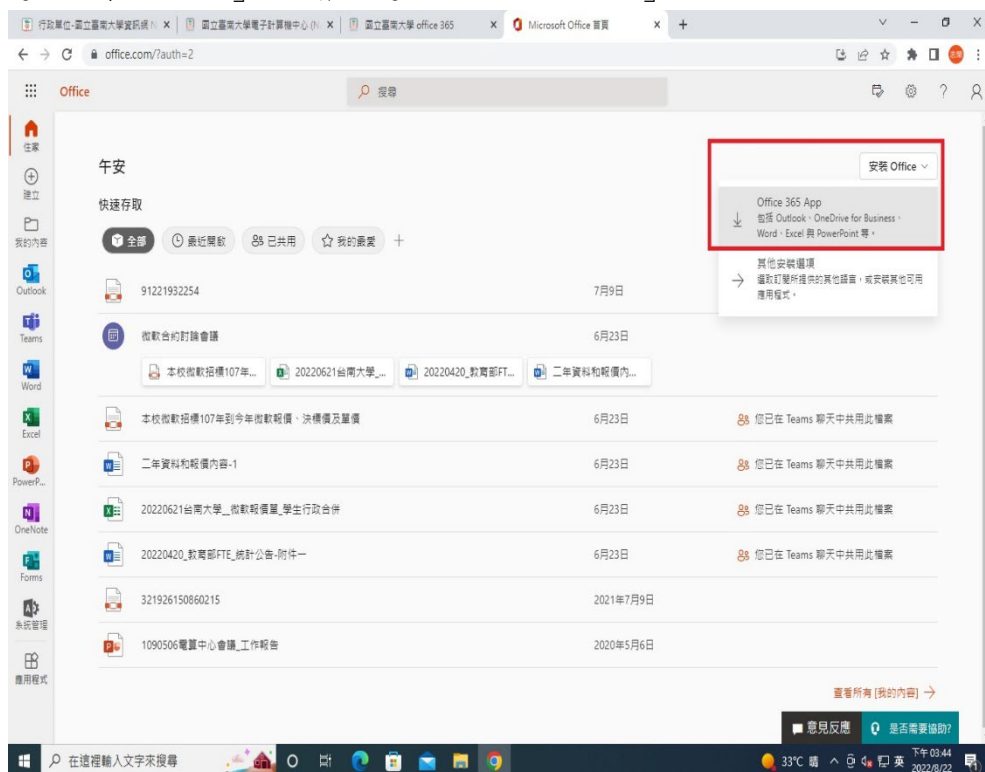 行政單位-國立臺南大學資訊網 N
國立臺南大學電子計算機中心 (N
國立臺南大學 office 365
Microsoft Office 首頁
office.com/?auth=2
Office
搜尋
住家
建立
我的內容
Outlook
Teams
Word
Excel
PowerP...
OneNote
Forms
系統管理
應用程式
午安
安裝 Office
快速存取
全部
最近開啟
已共用
我的最愛
Office 365 App
包括 Outlook、OneDrive for Business、
Word、Excel 與 PowerPoint 等。
其他安裝選項
選取訂閱所提供的其他語言，或安裝其他可用
應用程式。
91221932254 7月9日
微軟合約討論會議 6月23日
本校微軟招標107年...
20220621台南大學_...
20220420_教育部FT...
二年資料和報價內...
本校微軟招標107年到今年微軟報價、決標價及單價 6月23日 您已在 Teams 聊天中共用此檔案
二年資料和報價內容-1 6月23日 您已在 Teams 聊天中共用此檔案
20220621台南大學__微軟報價單_學生行政合併 6月23日 您已在 Teams 聊天中共用此檔案
20220420_教育部FTE_統計公告-附件一 6月23日 您已在 Teams 聊天中共用此檔案
321926150860215 2021年7月9日
1090506電算中心會議_工作報告 2020年5月6日
查看所有 [我的內容]
意見反應
是否需要協助?
在這裡輸入文字來搜尋
33°C 晴
英
下午 03:44
2022/8/22